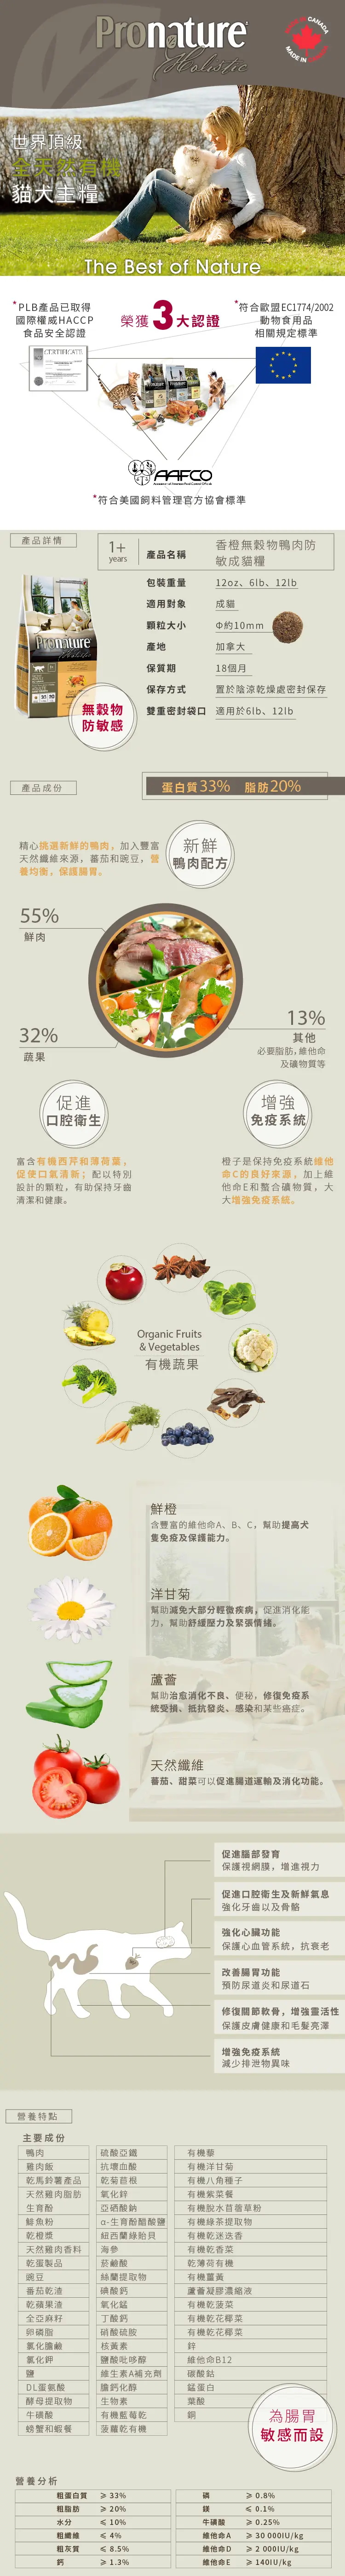 Pronature
Holistic
MADE IN CANADA
世界頂級
全天然有機
貓犬主糧
The Best of Nature
*PLB產品已取得
國際權威HACCP
食品安全認證
CERTIFICATE
榮獲3大認證
*符合歐盟EC1774/2002
動物食用品
相關規定標準
AAFCO
*符合美國飼料管理官方協會標準
產品詳情
1+
years
產品名稱
香橙無穀物鴨肉防
敏成貓糧
包裝重量
12oz、6lb、12lb
適用對象
成貓
顆粒大小
Φ約10mm
產地
加拿大
保質期
18個月
保存方式
置於陰涼乾燥處密封保存
雙重密封袋口
適用於6lb、12lb
Pronature
無穀物
防敏感
產品成份
蛋白質33% 脂肪20%
精心挑選新鮮的鴨肉，加入豐富
天然纖維來源，蕃茄和豌豆，營
養均衡，保護腸胃。
新鮮
鴨肉配方
55%
鮮肉
32%
蔬果
13%
其他
必要脂肪，維他命
及礦物質等
促進
口腔衛生
富含有機西芹和薄荷葉，
促使口氣清新；配以特別
設計的顆粒，有助保持牙齒
清潔和健康。
增強
免疫系統
橙子是保持免疫系統維他
命C的良好來源，加上維
他命E和螯合礦物質，大
大增強免疫系統。
Organic Fruits
& Vegetables
有機蔬果
鮮橙
含豐富的維他命A、B、C，幫助提高犬
隻免疫及保護能力。
洋甘菊
幫助減免大部分輕微疾病，促進消化能
力，幫助舒緩壓力及緊張情緒。
蘆薈
幫助治愈消化不良、便秘，修復免疫系
統受損、抵抗發炎、感染和某些癌症。
天然纖維
蕃茄、甜菜可以促進腸道運輸及消化功能。
促進腦部發育
保護視網膜，增進視力
促進口腔衛生及新鮮氣息
強化牙齒以及骨骼
強化心臟功能
保護心血管系統，抗衰老
改善腸胃功能
預防尿道炎和尿道石
修復關節軟骨，增強靈活性
保護皮膚健康和毛髮亮澤
增強免疫系統
減少排泄物異味
營養特點
主要成份
鴨肉
雞肉飯
乾馬鈴薯產品
天然雞肉脂肪
生育酚
鯡魚粉
乾橙漿
天然雞肉香料
乾蛋製品
豌豆
番茄乾渣
乾蘋果渣
全亞麻籽
卵磷脂
氯化膽鹼
氯化鉀
鹽
DL蛋氨酸
酵母提取物
牛磺酸
螃蟹和蝦餐
硫酸亞鐵
抗壞血酸
乾菊苣根
氧化鋅
亞硒酸鈉
α-生育酚醋酸鹽
紐西蘭綠貽貝
海參
菸鹼酸
絲蘭提取物
碘酸鈣
氧化錳
丁酸鈣
硝酸硫胺
核黃素
鹽酸吡哆醇
維生素A補充劑
膽鈣化醇
生物素
有機藍莓乾
菠蘿乾有機
有機藜
有機洋甘菊
有機八角種子
有機紫菜餐
有機脫水苜蓿草粉
有機綠茶提取物
有機乾迷迭香
有機乾香菜
乾薄荷有機
有機薑黃
蘆薈凝膠濃縮液
有機乾菠菜
有機乾花椰菜
有機乾花椰菜
鋅
維他命B12
碳酸鈷
錳蛋白
葉酸
銅
為腸胃
敏感而設
營養分析
粗蛋白質 ≥ 33%
粗脂肪 ≥ 20%
水分 ≤ 10%
粗纖維 ≤ 4%
粗灰質 ≤ 8.5%
鈣 ≥ 1.3%
磷 ≥ 0.8%
鎂 ≤ 0.1%
牛磺酸 ≥ 0.25%
維他命A ≥ 30 000IU/kg
維他命D ≥ 2 000IU/kg
維他命E ≥ 140IU/kg